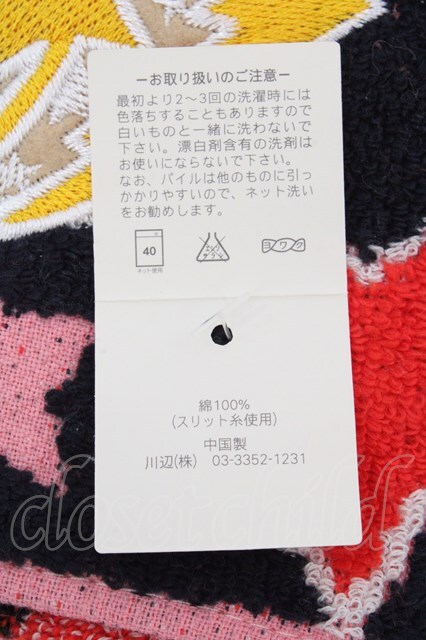 ーお取り扱いのご注意ー
最初より2～3回の洗濯時には
色落ちすることもありますので
白いものと一緒に洗わないで
下さい。漂白剤含有の洗剤は
お使いにならないで下さい。
なお、パイルは他のものに引っ
かかりやすいので、ネット洗い
をお勧めします。
40
ネット使用
エンソ
サラシ
ヨワク
綿100%
(スリット糸使用)
中国製
川辺(株) 03-3352-1231
closet child